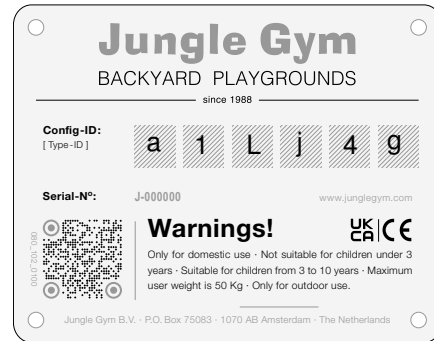 Jungle Gym
BACKYARD PLAYGROUNDS
since 1988
Config-ID:
[ Type-ID ]
a 1 L j 4 g
Serial-Nº: J-000000 www.junglegym.com
080_102_0100
Warnings!
UK CA CE
Only for domestic use · Not suitable for children under 3
years · Suitable for children from 3 to 10 years · Maximum
user weight is 50 Kg · Only for outdoor use.
Jungle Gym B.V. · P.O. Box 75083 · 1070 AB Amsterdam · The Netherlands